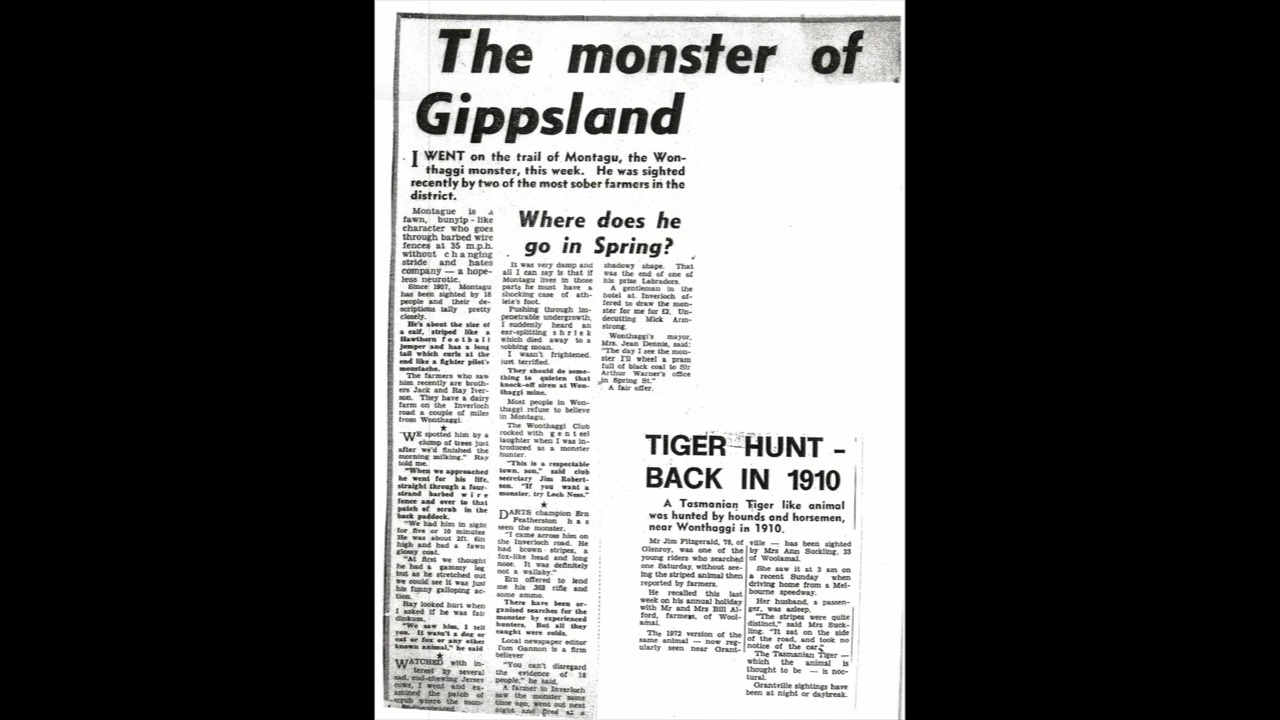 The monster of
Gippsland
I WENT on the trail of Montagu, the Won-
thaggi monster, this week. He was sighted
recently by two of the most sober farmers in the
district.
Montague is a
fawn, bunyip-like
character who goes
through barbed wire
fences at 35 m.p.h.
without changing
stride and hates
company — a hope-
less neurotic.
Since 1957, Montagu
has been sighted by 18
people and their de-
scriptions tally pretty
closely.
He's about the size of
a calf, striped like a
Hawthorn football
jumper and has a long
tail which curls at the
end like a fighter pilot's
moustache.
The farmers who saw
him recently are broth-
ers Jack and Ray Iver-
son. They have a dairy
farm on the Inverloch
road a couple of miles
from Wonthaggi.
"WE spotted him by a
clump of trees just
after we'd finished the
morning milking," Ray
told me.
"When we approached
he went for his life,
straight through a four-
strand barbed wire
fence and over to that
patch of scrub in the
back paddock.
"We had him in sight
for five or 10 minutes
He was about 2ft. 6in
high and had a fawn
glossy coat.
"At first we thought
he had a gammy leg
but as he stretched out
we could see it was just
his funny galloping ac-
tion.
Ray looked hurt when
I asked if he was fair
dinkum.
"We saw him, I tell
you. It wasn't a dog or
cat or fox or any other
known animal," he said
WATCHED with in-
terest by several
sad, cud-chewing Jersey
cows, I went and ex-
amined the patch of
scrub where the mon-
Where does he
go in Spring?
It was very damp and
all I can say is that if
Montagu lives in those
parts he must have a
shocking case of ath-
lete's foot.
Pushing through im-
penetrable undergrowth,
I suddenly heard an
ear-splitting shriek
which died away to a
sobbing moan.
I wasn't frightened,
just terrified.
They should do some-
thing to quieten that
knock-off siren at Won-
thaggi mine.
Most people in Won-
thaggi refuse to believe
in Montagu.
The Wonthaggi Club
rocked with genteel
laughter when I was in-
troduced as a monster
hunter.
"This is a respectable
town, son," said club
secretary Jim Robert-
son. "If you want a
monster, try Loch Ness."
DARTS champion Ern
Featherston has
seen the monster.
"I came across him on
the Inverloch road. He
had brown stripes, a
fox-like head and long
nose. It was definitely
not a wallaby."
Ern offered to lend
me his .303 rifle and
some ammo.
There have been or-
ganised searches for the
monster by experienced
hunters. But all they
caught were colds.
Local newspaper editor
Tom Gannon is a firm
believer
"You can't disregard
the evidence of 18
people," he said.
A farmer in Inverloch
saw the monster some
time ago, went out next
night and fired at a
shadowy shape. That
was the end of one of
his prize Labradors.
A gentleman in the
hotel at Inverloch of-
fered to draw the mon-
ster for me for £2. Un-
decutting Mick Arm-
strong.
Wonthaggi's mayor,
Mrs. Jean Dennis, said:
"The day I see the mon-
ster I'll wheel a pram
full of black coal to Sir
Arthur Warner's office
in Spring St."
A fair offer.
TIGER HUNT -
BACK IN 1910
A Tasmanian Tiger like animal
was hunted by hounds and horsemen,
near Wonthaggi in 1910.
Mr Jim Fitzgerald, 78, of
Glenroy, was one of the
young riders who searched
one Saturday, without see-
ing the striped animal then
reported by farmers.
He recalled this last
week on his annual holiday
with Mr and Mrs Bill Al-
ford, farmers, of Wool-
amai.
The 1972 version of the
same animal — now reg-
ularly seen near Grant-
ville — has been sighted
by Mrs Ann Suckling, 33
of Woolamai.
She saw it at 3 am on
a recent Sunday when
driving home from a Mel-
bourne speedway.
Her husband, a passen-
ger, was asleep.
"The stripes were quite
distinct," said Mrs Suck-
ling. "It sat on the side
of the road, and took no
notice of the car."
The Tasmanian Tiger —
which the animal is
thought to be — is noc-
tural.
Grantville sightings have
been at night or daybreak.